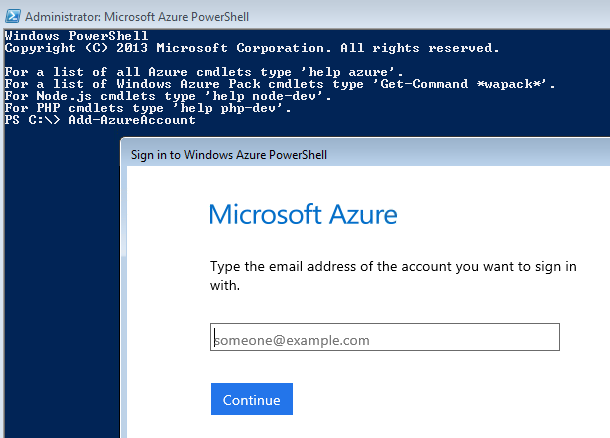 Administrator: Microsoft Azure PowerShell
Windows PowerShell
Copyright (C) 2013 Microsoft Corporation. All rights reserved.
For a list of all Azure cmdlets type 'help azure'.
For a list of Windows Azure Pack cmdlets type 'Get-Command *wapack*'.
For Node.js cmdlets type 'help node-dev'.
For PHP cmdlets type 'help php-dev'.
PS C:\> Add-AzureAccount
Sign in to Windows Azure PowerShell
Microsoft Azure
Type the email address of the account you want to sign in
with.
someone@example.com
Continue